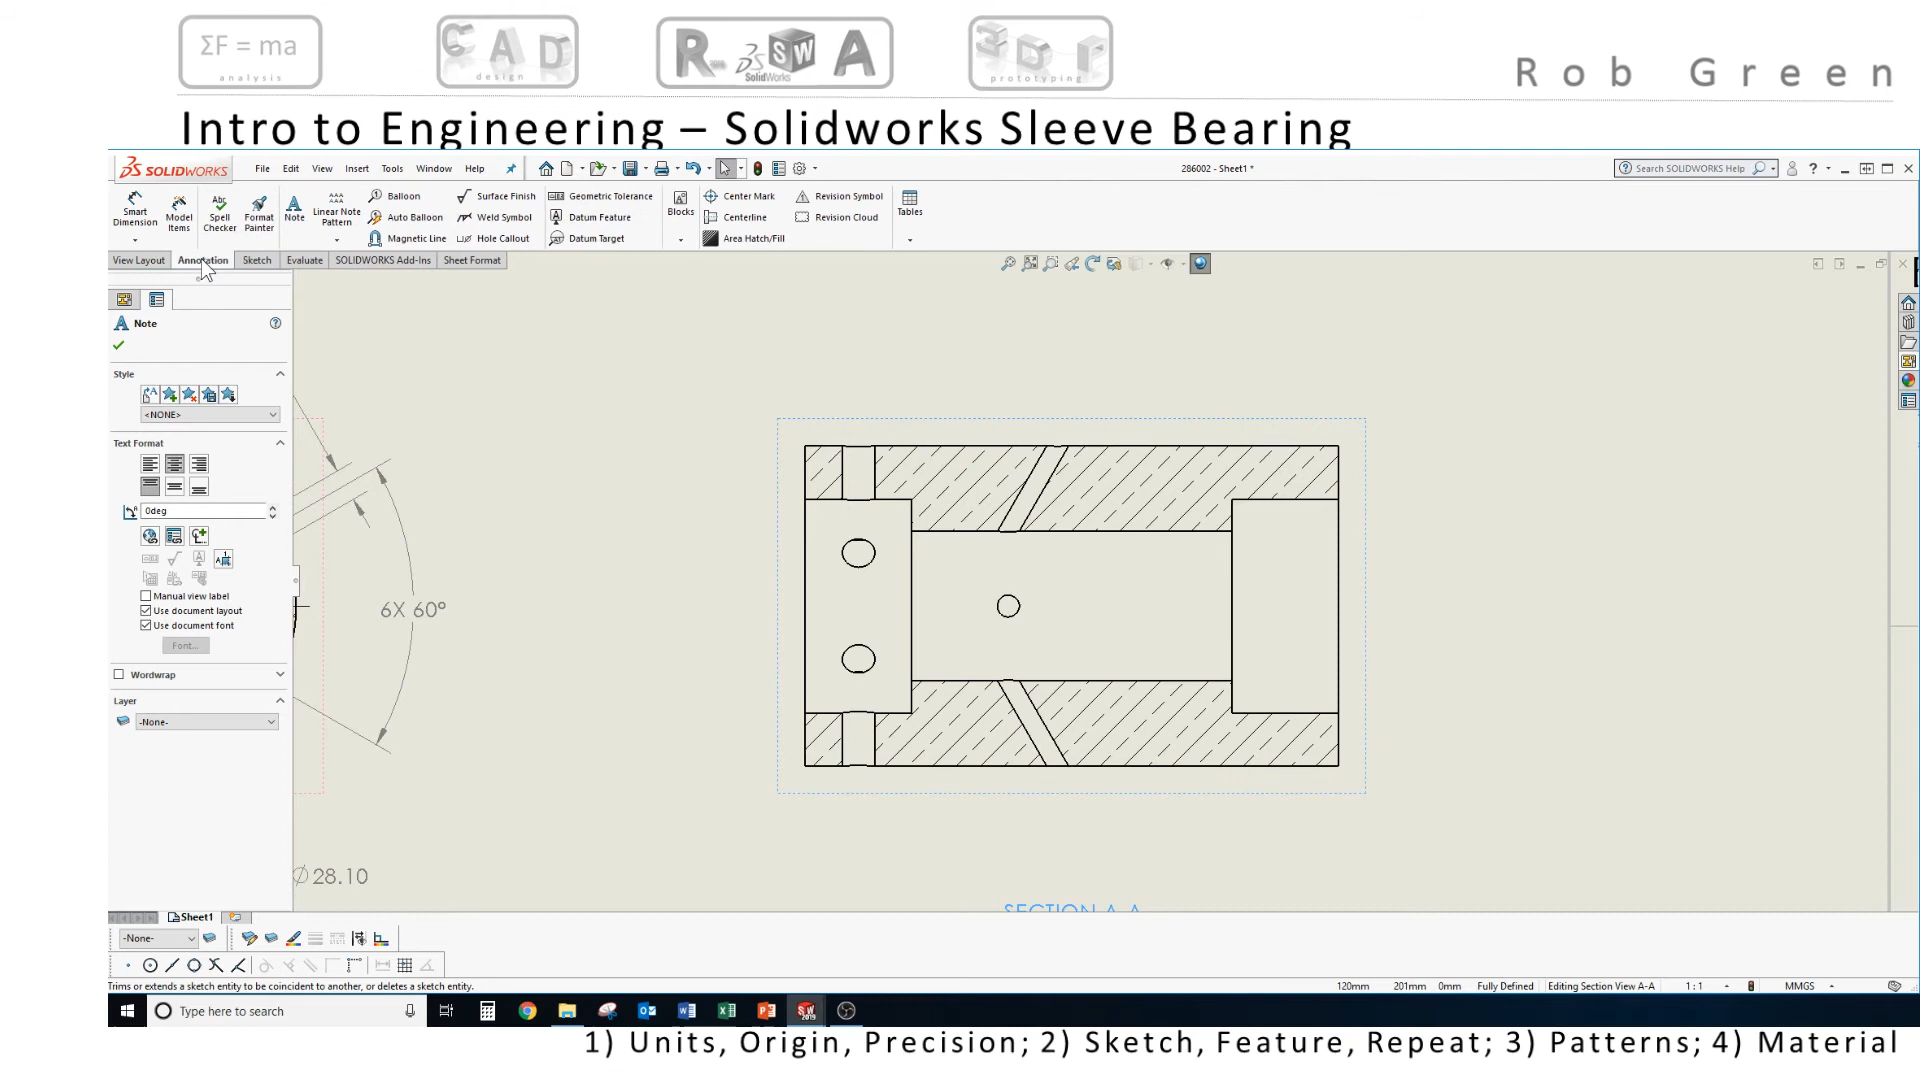 ΣF = ma
analysis
CAD
design
R SW A
SolidWorks
3DP
prototyping
Rob Green
Intro to Engineering – Solidworks Sleeve Bearing
SOLIDWORKS File Edit View Insert Tools Window Help 286002 - Sheet1 * Search SOLIDWORKS Help
Smart Dimension
Model Items
Spell Checker
Format Painter
Note
Linear Note Pattern
Balloon
Auto Balloon
Magnetic Line
Surface Finish
Weld Symbol
Hole Callout
Geometric Tolerance
Datum Feature
Datum Target
Blocks
Center Mark
Centerline
Area Hatch/Fill
Revision Symbol
Revision Cloud
Tables
View Layout Annotation Sketch Evaluate SOLIDWORKS Add-Ins Sheet Format
Note
Style
<NONE>
Text Format
0deg
Manual view label
Use document layout
Use document font
Font...
Wordwrap
Layer
-None-
6X 60°
Ø28.10
SECTION A-A
Sheet1
-None-
Trims or extends a sketch entity to be coincident to another, or deletes a sketch entity. 120mm 201mm 0mm Fully Defined Editing Section View A-A 1 : 1 MMGS
Type here to search
1) Units, Origin, Precision; 2) Sketch, Feature, Repeat; 3) Patterns; 4) Material